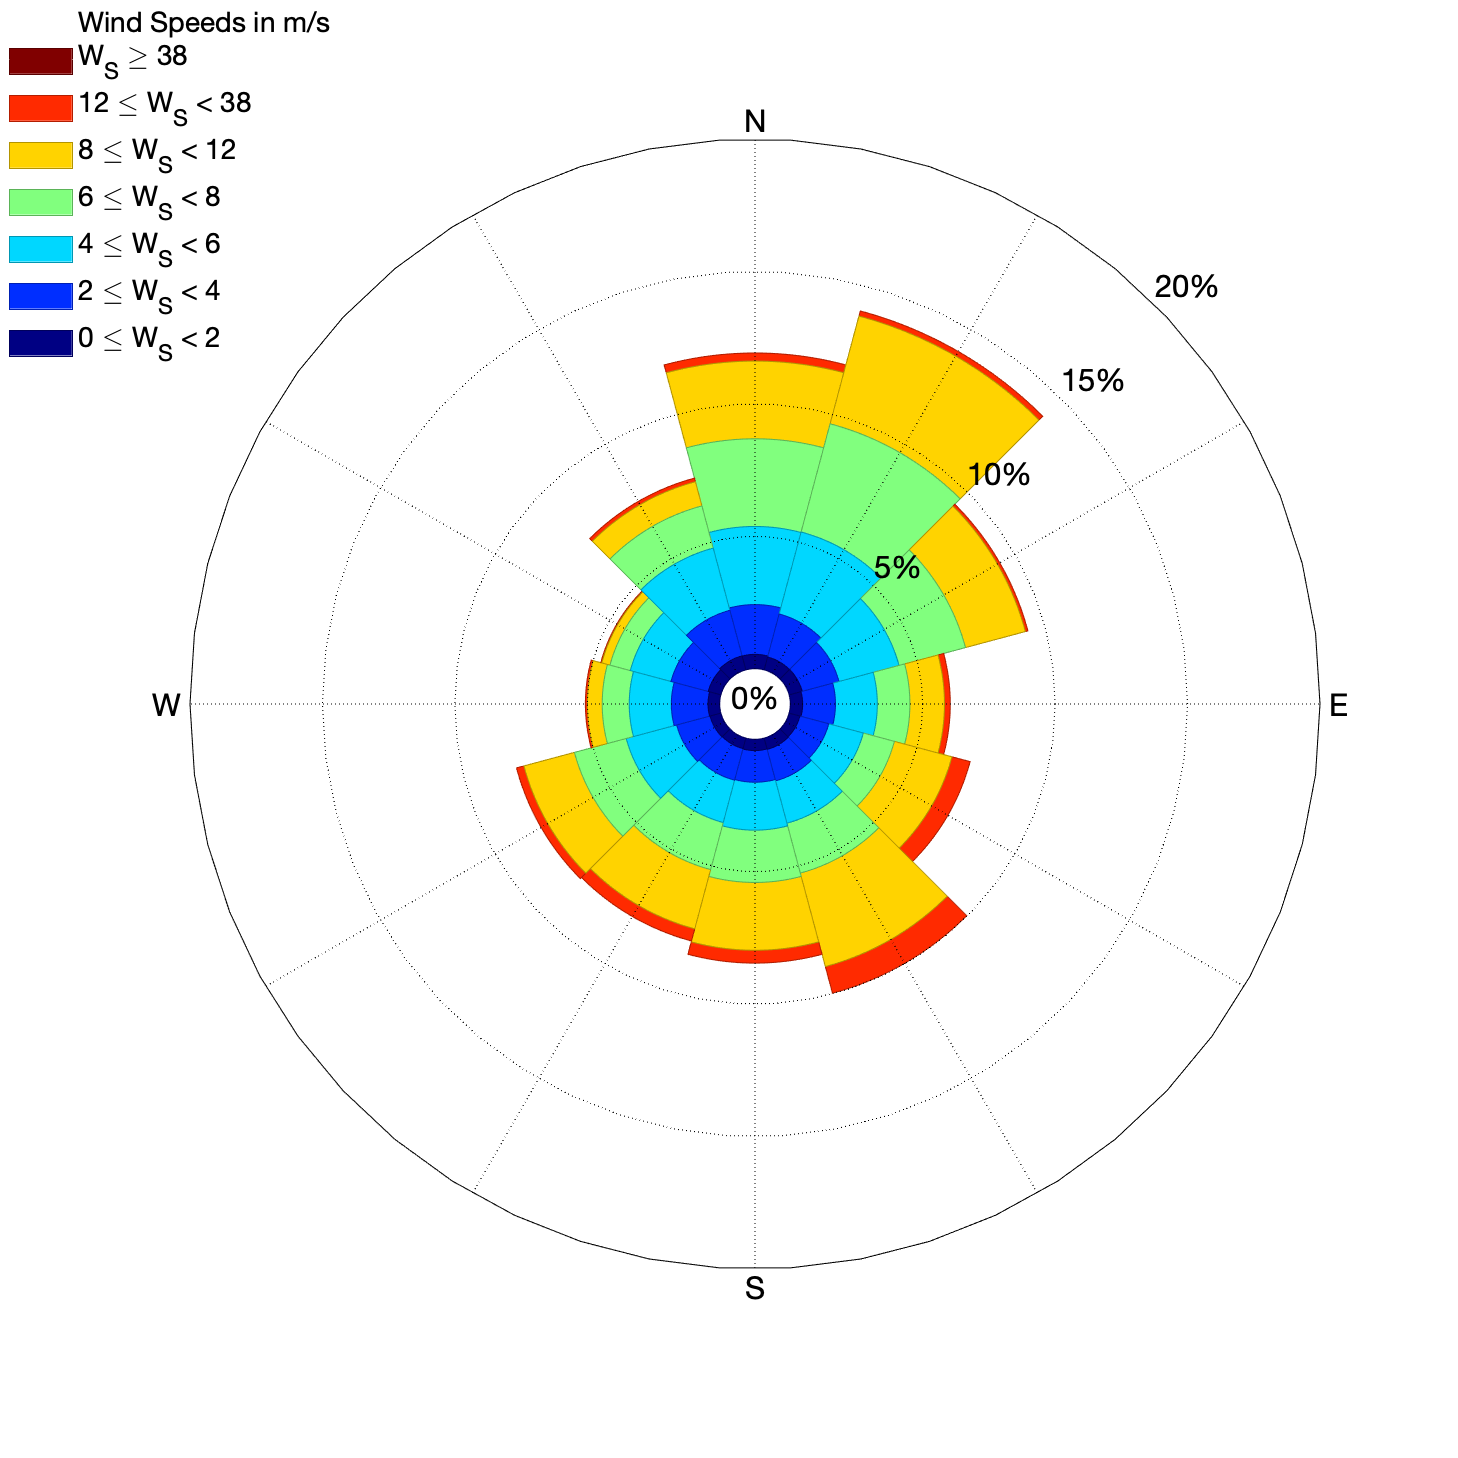 Wind Speeds in m/s
W_S ≥ 38
12 ≤ W_S < 38
8 ≤ W_S < 12
6 ≤ W_S < 8
4 ≤ W_S < 6
2 ≤ W_S < 4
0 ≤ W_S < 2
N
20%
15%
10%
5%
0%
W
E
S